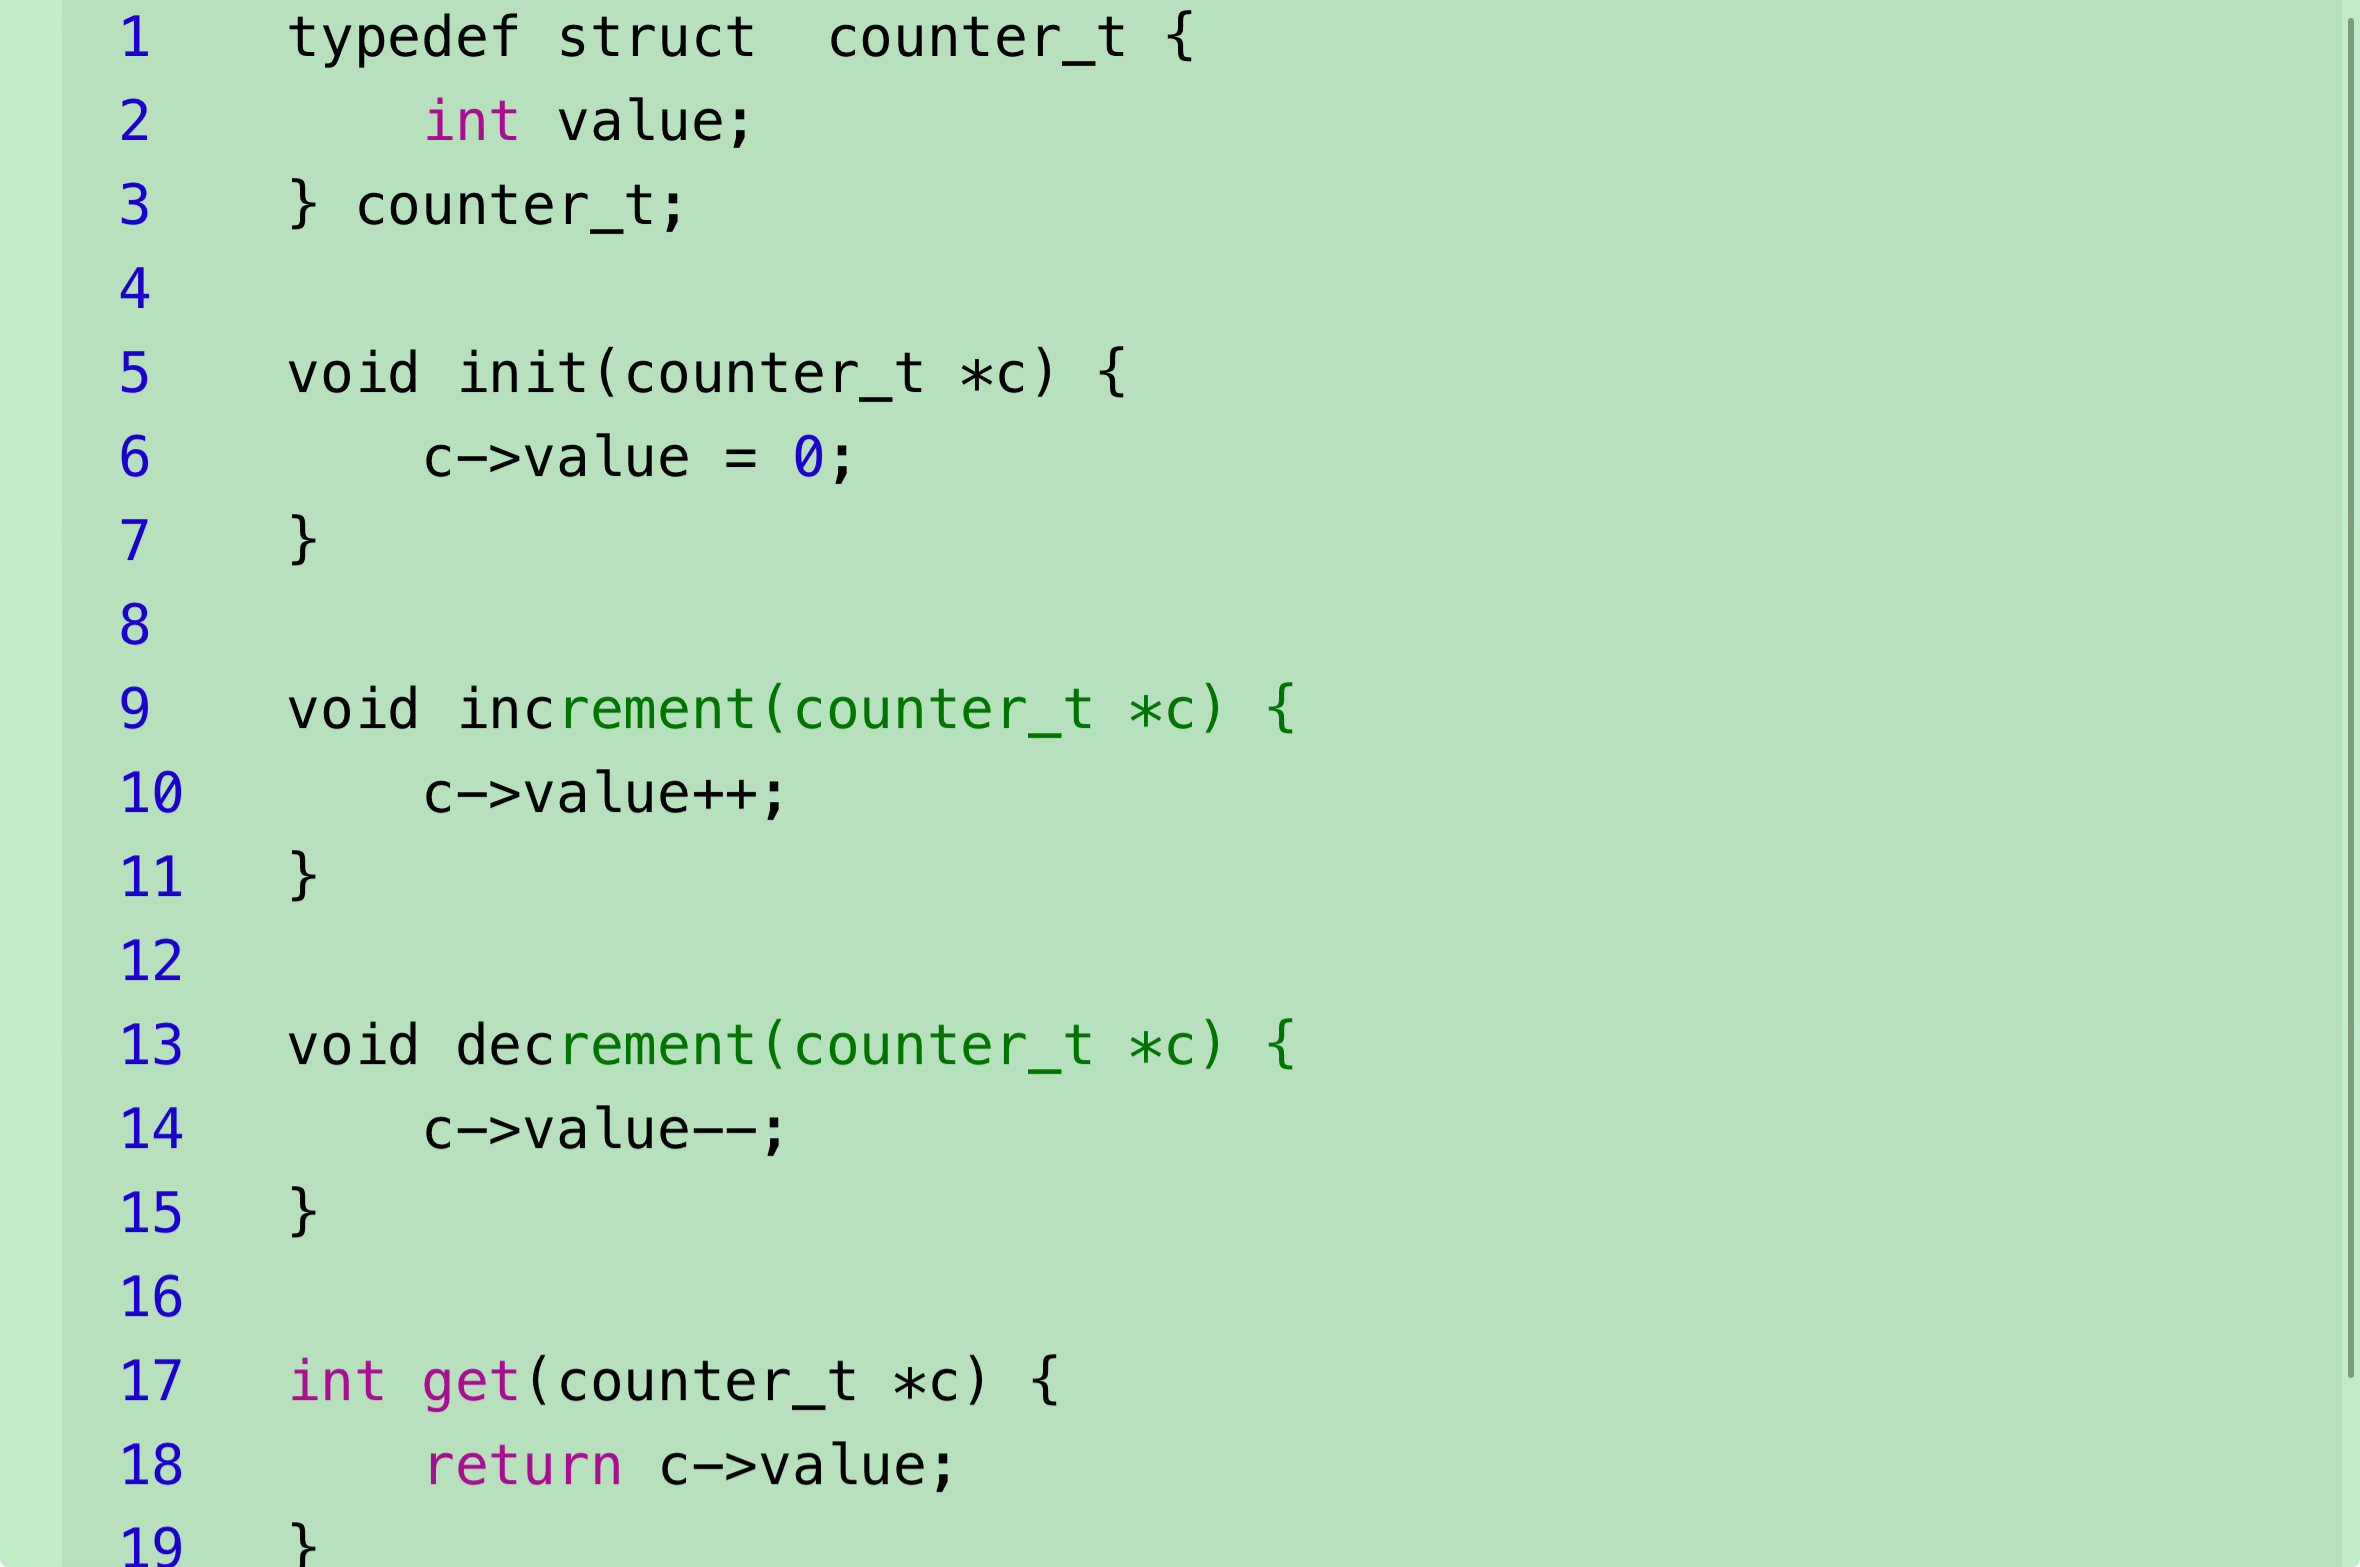 1 typedef struct  counter_t {
2     int value;
3 } counter_t;
4
5 void init(counter_t *c) {
6     c->value = 0;
7 }
8
9 void increment(counter_t *c) {
10     c->value++;
11 }
12
13 void decrement(counter_t *c) {
14     c->value--;
15 }
16
17 int get(counter_t *c) {
18     return c->value;
19 }